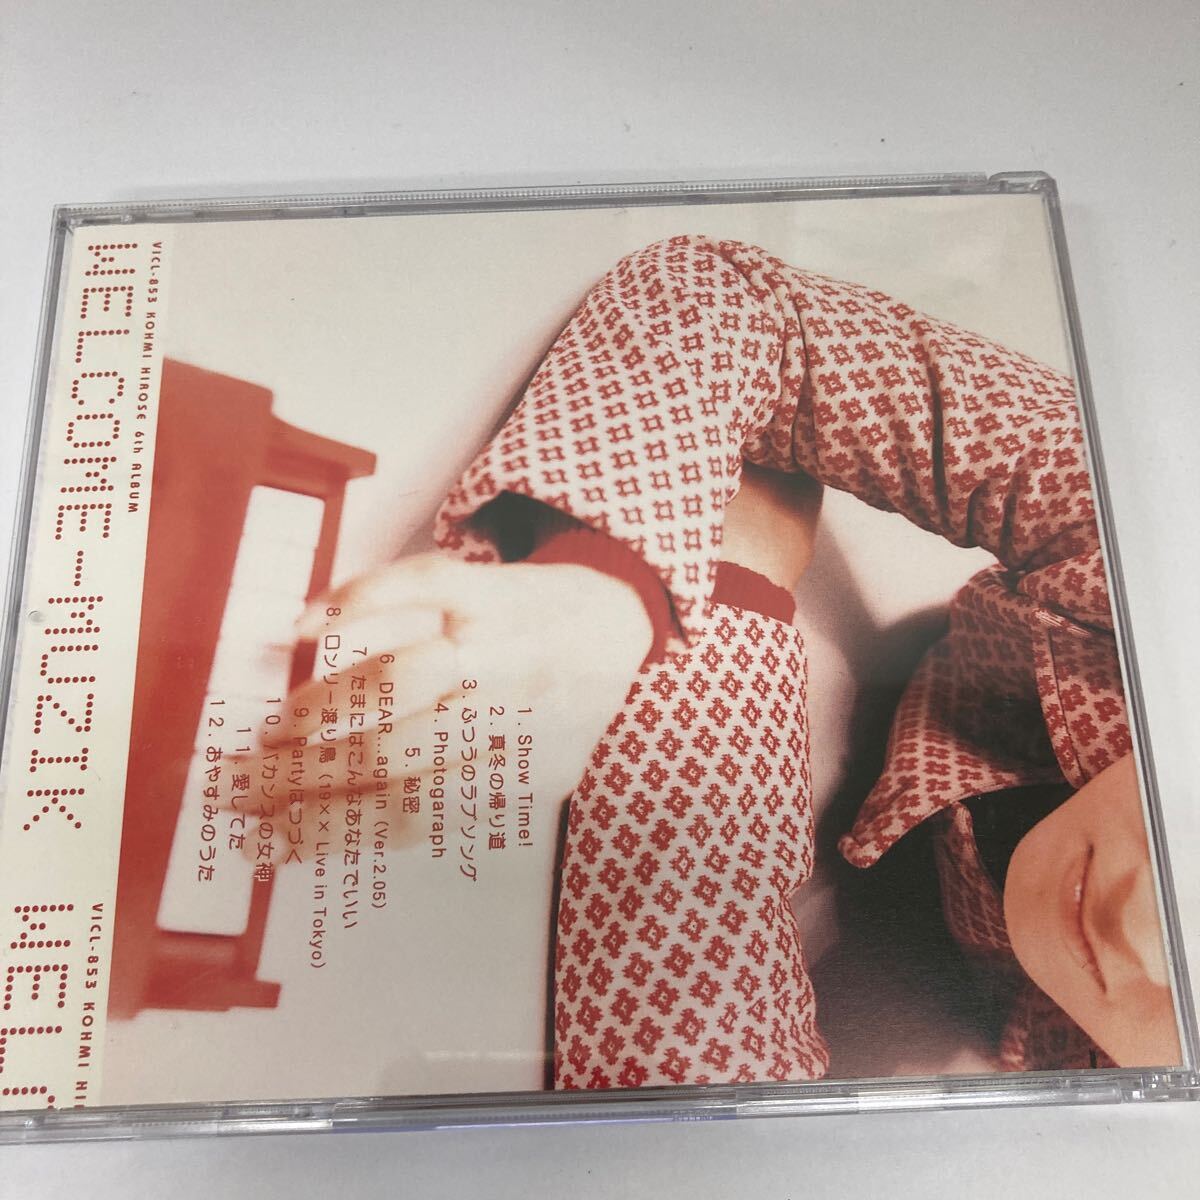 VICL-853 KOHMI HIROSE 6th ALBUM
WELCOME-MUZIK WELC
VICL-853 KOHMI HI
1.Show Time!
2.真冬の帰り道
3.ふつうのラブソング
4.Photogaraph
5.秘密
6.DEAR...again (Ver.2.05)
7.たまにはこんなあなたでいい
8.ロンリー渡り鳥 (19×× Live in Tokyo)
9.Partyはつづく
10.バカンスの女神
11.愛してた
12.おやすみのうた